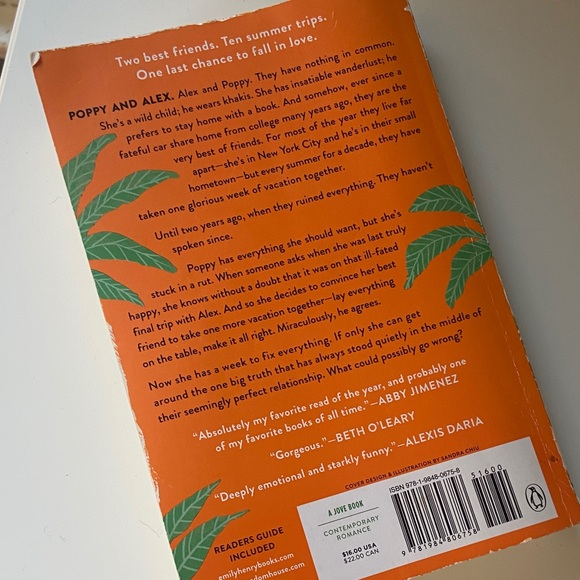 Two best friends. Ten summer trips.
One last chance to fall in love.
POPPY AND ALEX. Alex and Poppy. They have nothing in common.
She's a wild child; he wears khakis. She has insatiable wanderlust; he
prefers to stay home with a book. And somehow, ever since a
fateful car share home from college many years ago, they are the
very best of friends. For most of the year they live far
apart—she's in New York City and he's in their small
hometown—but every summer for a decade, they have
taken one glorious week of vacation together.
Until two years ago, when they ruined everything. They haven't
spoken since.
Poppy has everything she should want, but she's
stuck in a rut. When someone asks when she was last truly
happy, she knows without a doubt that it was on that ill-fated
final trip with Alex. And so she decides to convince her best
friend to take one more vacation together—lay everything
on the table, make it all right. Miraculously, he agrees.
Now she has a week to fix everything. If only she can get
around the one big truth that has always stood quietly in the middle of
their seemingly perfect relationship. What could possibly go wrong?
"Absolutely my favorite read of the year, and probably one
of my favorite books of all time."—ABBY JIMENEZ
"Gorgeous."—BETH O'LEARY
"Deeply emotional and starkly funny."—ALEXIS DARIA
COVER DESIGN & ILLUSTRATION BY SANDRA CHIU
READERS GUIDE
INCLUDED
emilyhenrybooks.com
domhouse.com
A JOVE BOOK
CONTEMPORARY
ROMANCE
$16.00 USA
$22.00 CAN
ISBN 978-1-9848-0675-8
51600
9 781984 806758